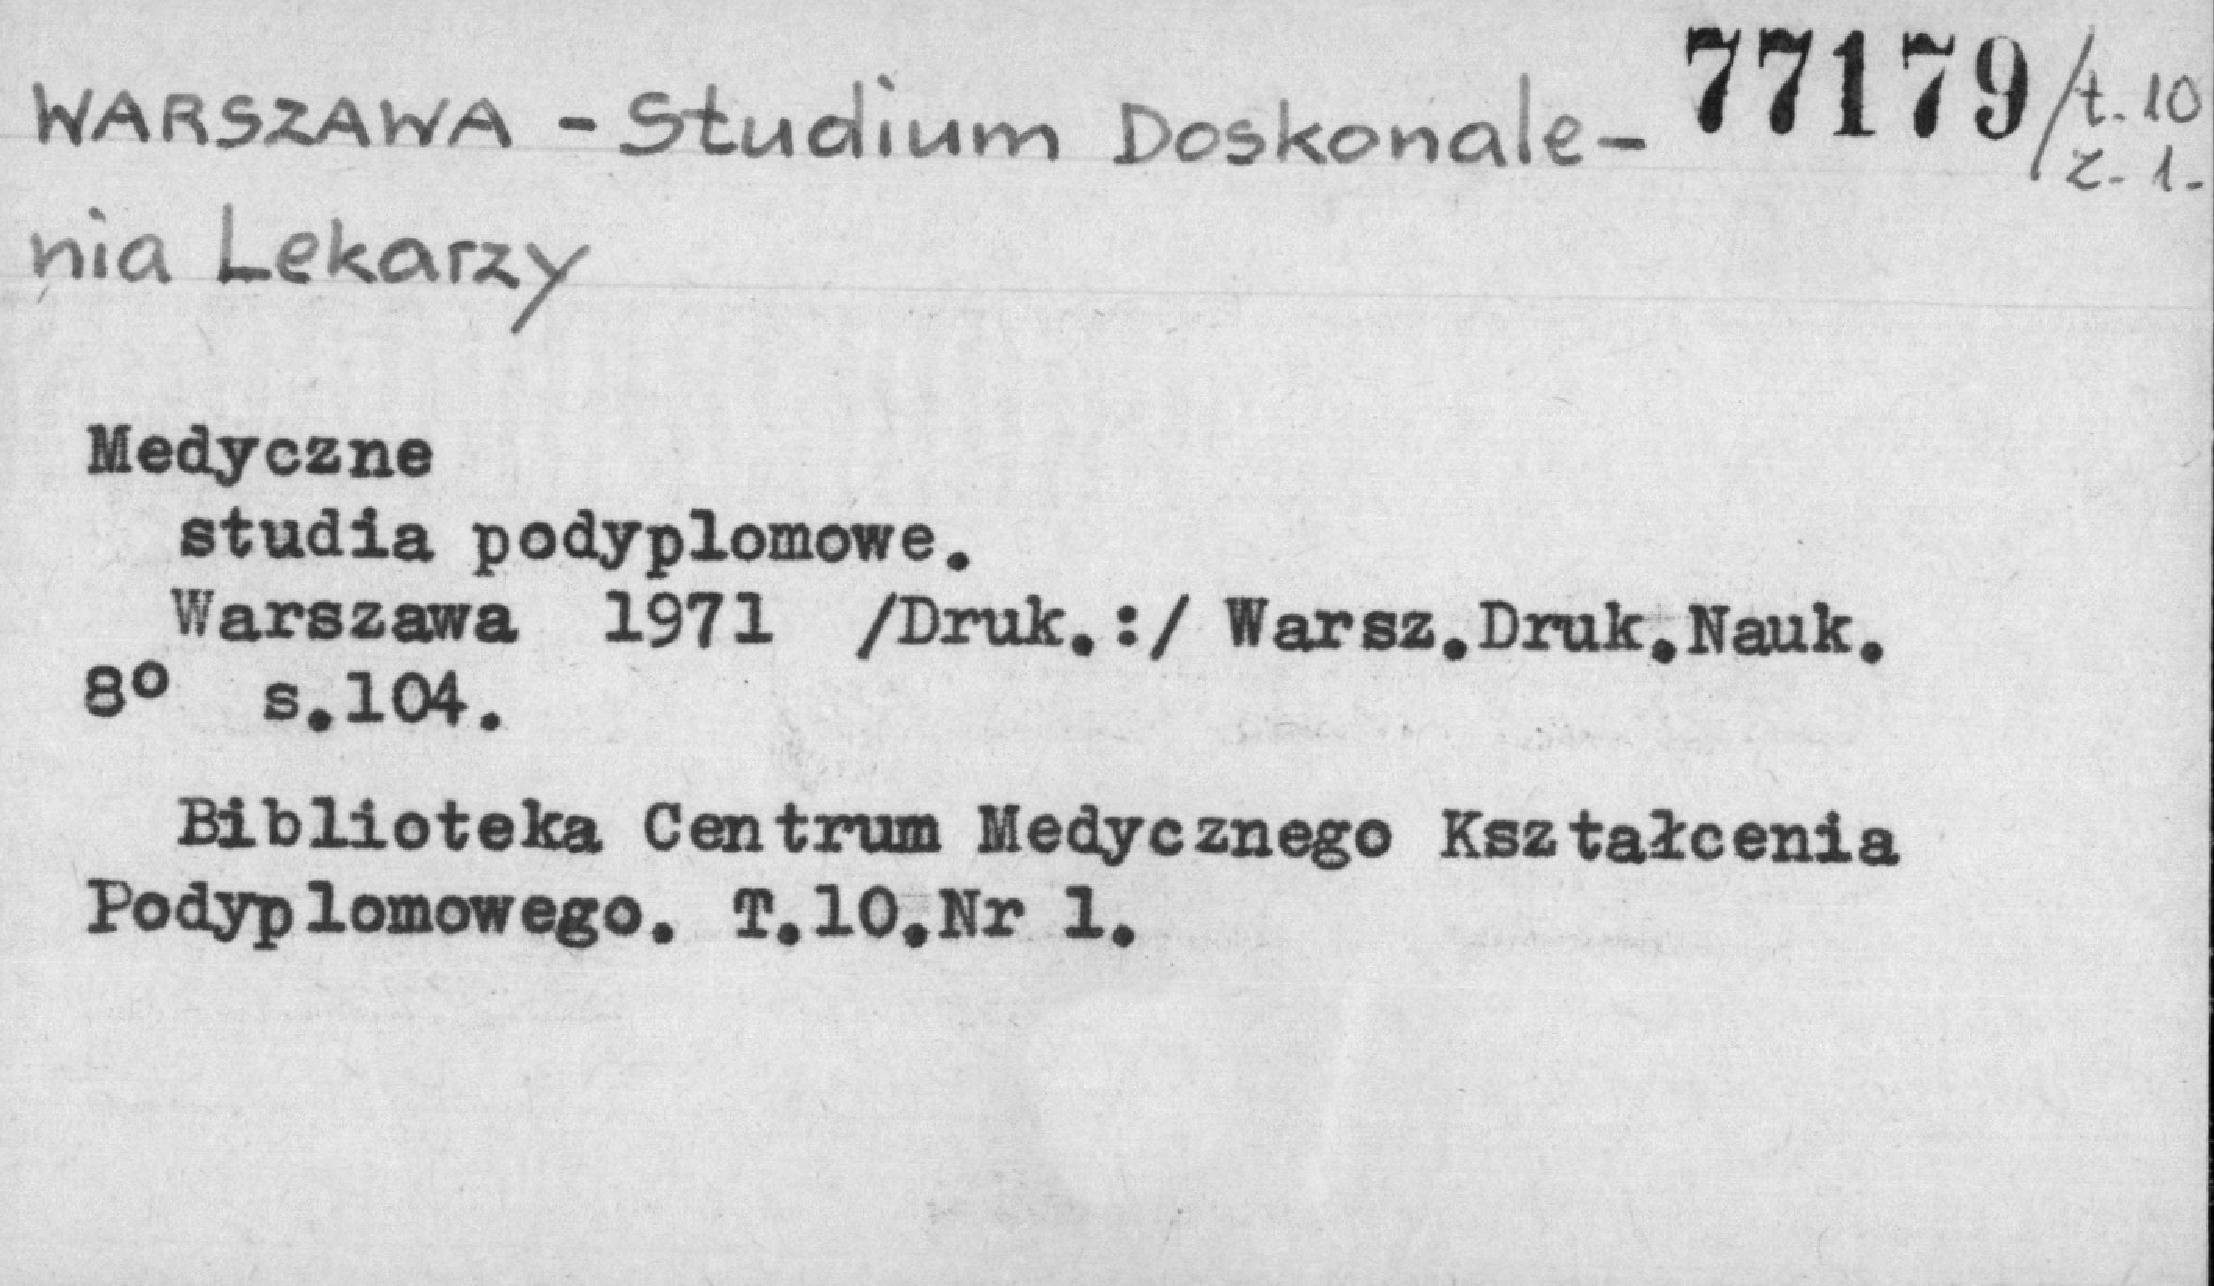 WARSZAWA - Studium Doskonale- 77179/t.10
z. 1.
nia Lekarzy
Medyczne
studia podyplomowe.
Warszawa 1971 /Druk.:/ Warsz.Druk.Nauk.
8° s.104.
Biblioteka Centrum Medycznego Kształcenia
Podyplomowego. T.10.Nr 1.